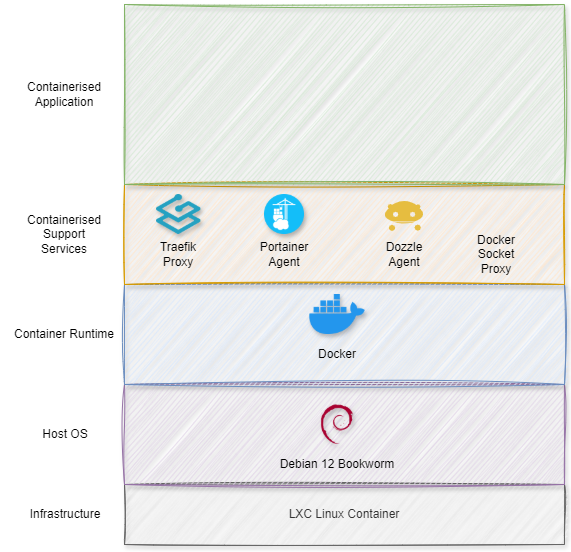 Containerised
Application
Containerised
Support
Services
Traefik
Proxy
Portainer
Agent
Dozzle
Agent
Docker
Socket
Proxy
Container Runtime
Docker
Host OS
Debian 12 Bookworm
Infrastructure
LXC Linux Container